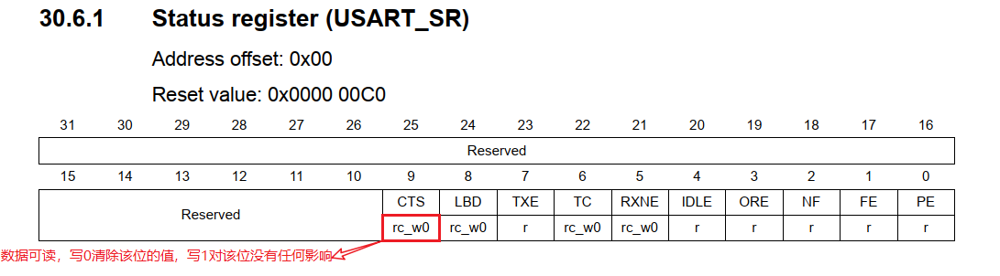 30.6.1 Status register (USART_SR)
Address offset: 0x00
Reset value: 0x0000 00C0
31 30 29 28 27 26 25 24 23 22 21 20 19 18 17 16
Reserved
15 14 13 12 11 10 9 8 7 6 5 4 3 2 1 0
Reserved CTS LBD TXE TC RXNE IDLE ORE NF FE PE
rc_w0 rc_w0 r rc_w0 rc_w0 r r r r r
数据可读，写0清除该位的值，写1对该位没有任何影响